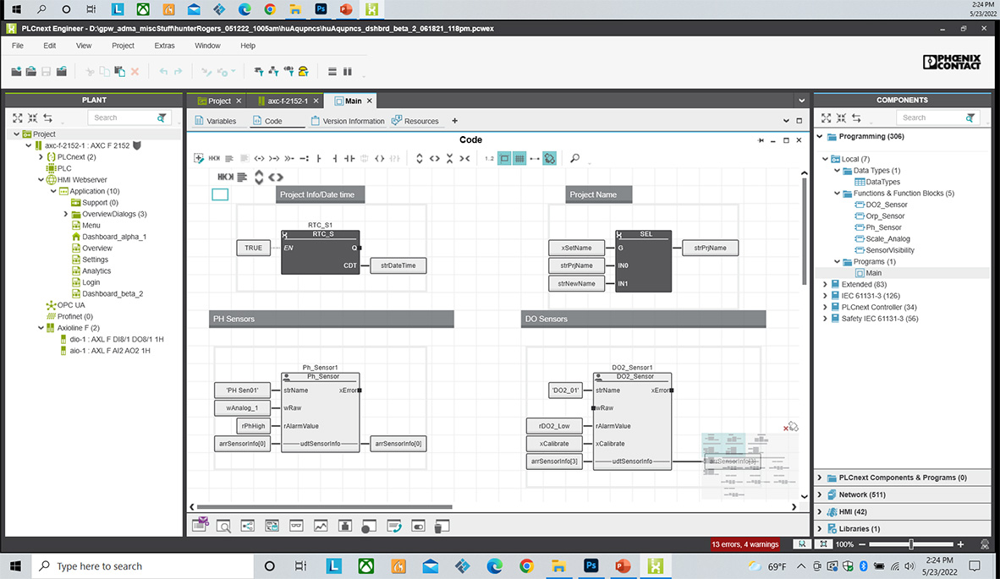 2:24 PM
5/23/2022
PLCnext Engineer - D:\gpw_adma_miscStuff\hunterRogers_051222_1005am\huAqupncs\huAqupncs_dshbrd_beta_2_061821_118pm.pcwex
File Edit View Project Extras Window Help
PHŒNIX
CONTACT
PLANT
Search
Project
axc-f-2152-1 : AXC F 2152
PLCnext (2)
PLC
HMI Webserver
Application (10)
Support (0)
OverviewDialogs (3)
Menu
Dashboard_alpha_1
Overview
Settings
Analytics
Login
Dashboard_beta_2
OPC UA
Profinet (0)
Axioline F (2)
dio-1 : AXL F DI8/1 DO8/1 1H
aio-1 : AXL F AI2 AO2 1H
Project axc-f-2152-1 Main
Variables Code Version Information Resources
Code
1..2
Project Info/Date time
RTC_S1
RTC_S
TRUE EN Q
CDT strDateTime
Project Name
SEL
xSetName G strPrjName
strPrjName IN0
strNewName IN1
PH Sensors
Ph_Sensor1
Ph_Sensor
'PH Sen01' strName xError
wAnalog_1 wRaw
rPhHigh rAlarmValue
arrSensorInfo[0] udtSensorInfo arrSensorInfo[0]
DO Sensors
DO2_Sensor1
DO2_Sensor
'DO2_01' strName xError
wRaw
rDO2_Low rAlarmValue
xCalibrate xCalibrate
arrSensorInfo[3] udtSensorInfo arrSensorInfo[3]
COMPONENTS
Search
Programming (306)
Local (7)
Data Types (1)
DataTypes
Functions & Function Blocks (5)
DO2_Sensor
Orp_Sensor
Ph_Sensor
Scale_Analog
SensorVisibility
Programs (1)
Main
Extended (83)
IEC 61131-3 (126)
PLCnext Controller (34)
Safety IEC 61131-3 (56)
PLCnext Components & Programs (0)
Network (511)
HMI (42)
Libraries (1)
13 errors, 4 warnings 100%
Type here to search
69°F
2:24 PM
5/23/2022